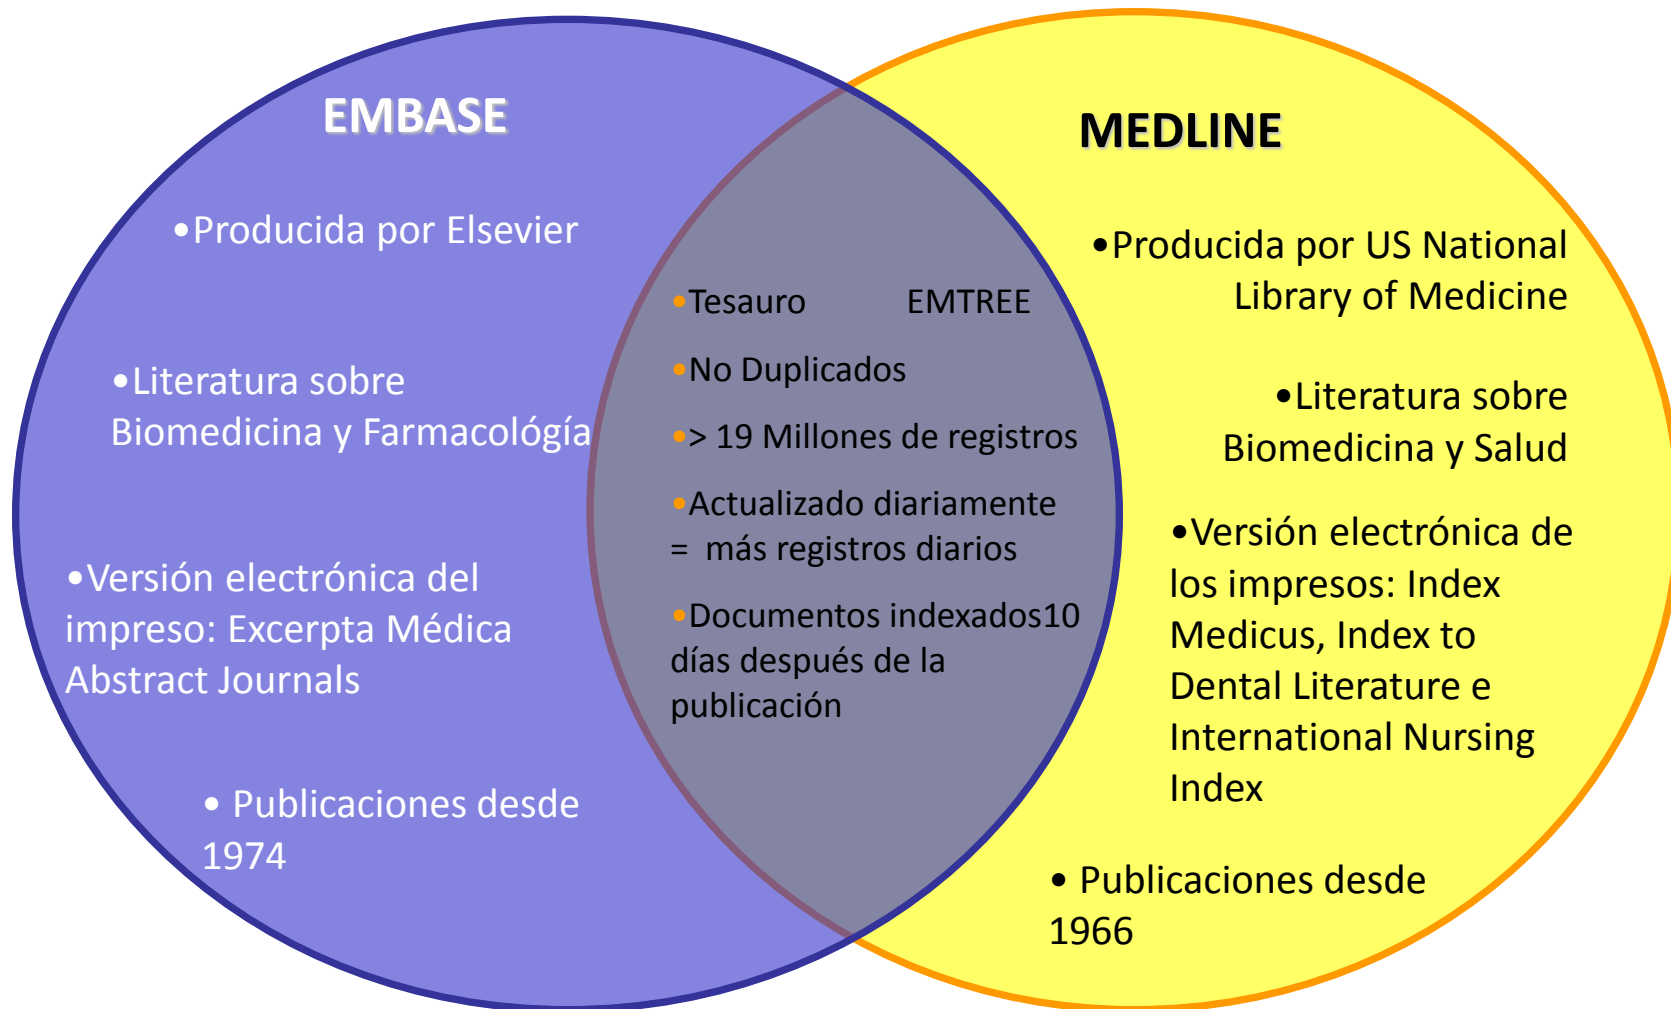 EMBASE
•Producida por Elsevier
•Literatura sobre
Biomedicina y Farmacológía
•Versión electrónica del
impreso: Excerpta Médica
Abstract Journals
• Publicaciones desde
1974
•Tesauro EMTREE
•No Duplicados
•> 19 Millones de registros
•Actualizado diariamente
= más registros diarios
•Documentos indexados10
días después de la
publicación
MEDLINE
•Producida por US National
Library of Medicine
•Literatura sobre
Biomedicina y Salud
•Versión electrónica de
los impresos: Index
Medicus, Index to
Dental Literature e
International Nursing
Index
• Publicaciones desde
1966